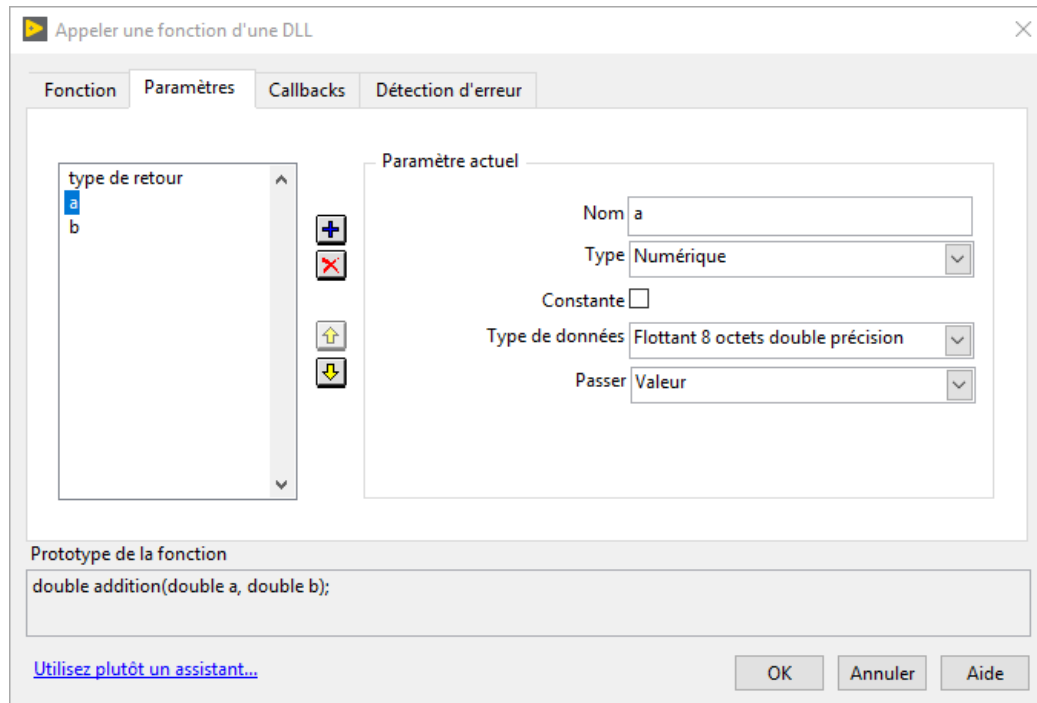 Appeler une fonction d'une DLL
Fonction Paramètres Callbacks Détection d'erreur
type de retour
a
b
Paramètre actuel
Nom a
Type Numérique
Constante
Type de données Flottant 8 octets double précision
Passer Valeur
Prototype de la fonction
double addition(double a, double b);
Utilisez plutôt un assistant...
OK Annuler Aide